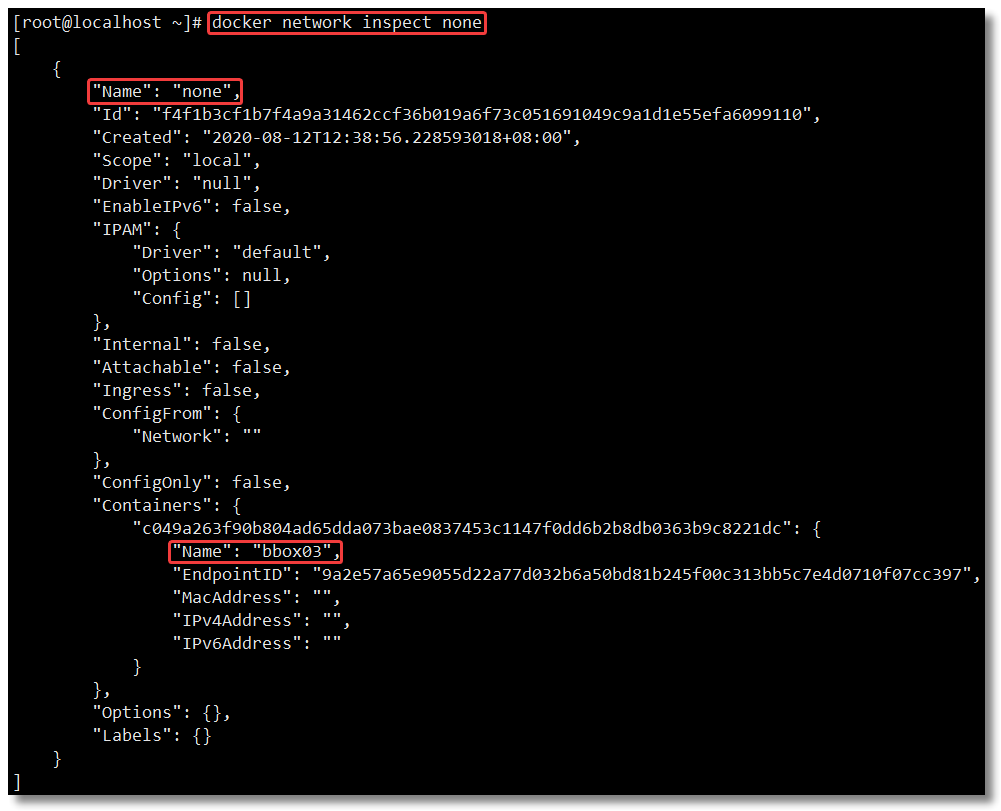 [root@localhost ~]# docker network inspect none
[
    {
        "Name": "none",
        "Id": "f4f1b3cf1b7f4a9a31462ccf36b019a6f73c051691049c9a1d1e55efa6099110",
        "Created": "2020-08-12T12:38:56.228593018+08:00",
        "Scope": "local",
        "Driver": "null",
        "EnableIPv6": false,
        "IPAM": {
            "Driver": "default",
            "Options": null,
            "Config": []
        },
        "Internal": false,
        "Attachable": false,
        "Ingress": false,
        "ConfigFrom": {
            "Network": ""
        },
        "ConfigOnly": false,
        "Containers": {
            "c049a263f90b804ad65dda073bae0837453c1147f0dd6b2b8db0363b9c8221dc": {
                "Name": "bbox03",
                "EndpointID": "9a2e57a65e9055d22a77d032b6a50bd81b245f00c313bb5c7e4d0710f07cc397",
                "MacAddress": "",
                "IPv4Address": "",
                "IPv6Address": ""
            }
        },
        "Options": {},
        "Labels": {}
    }
]